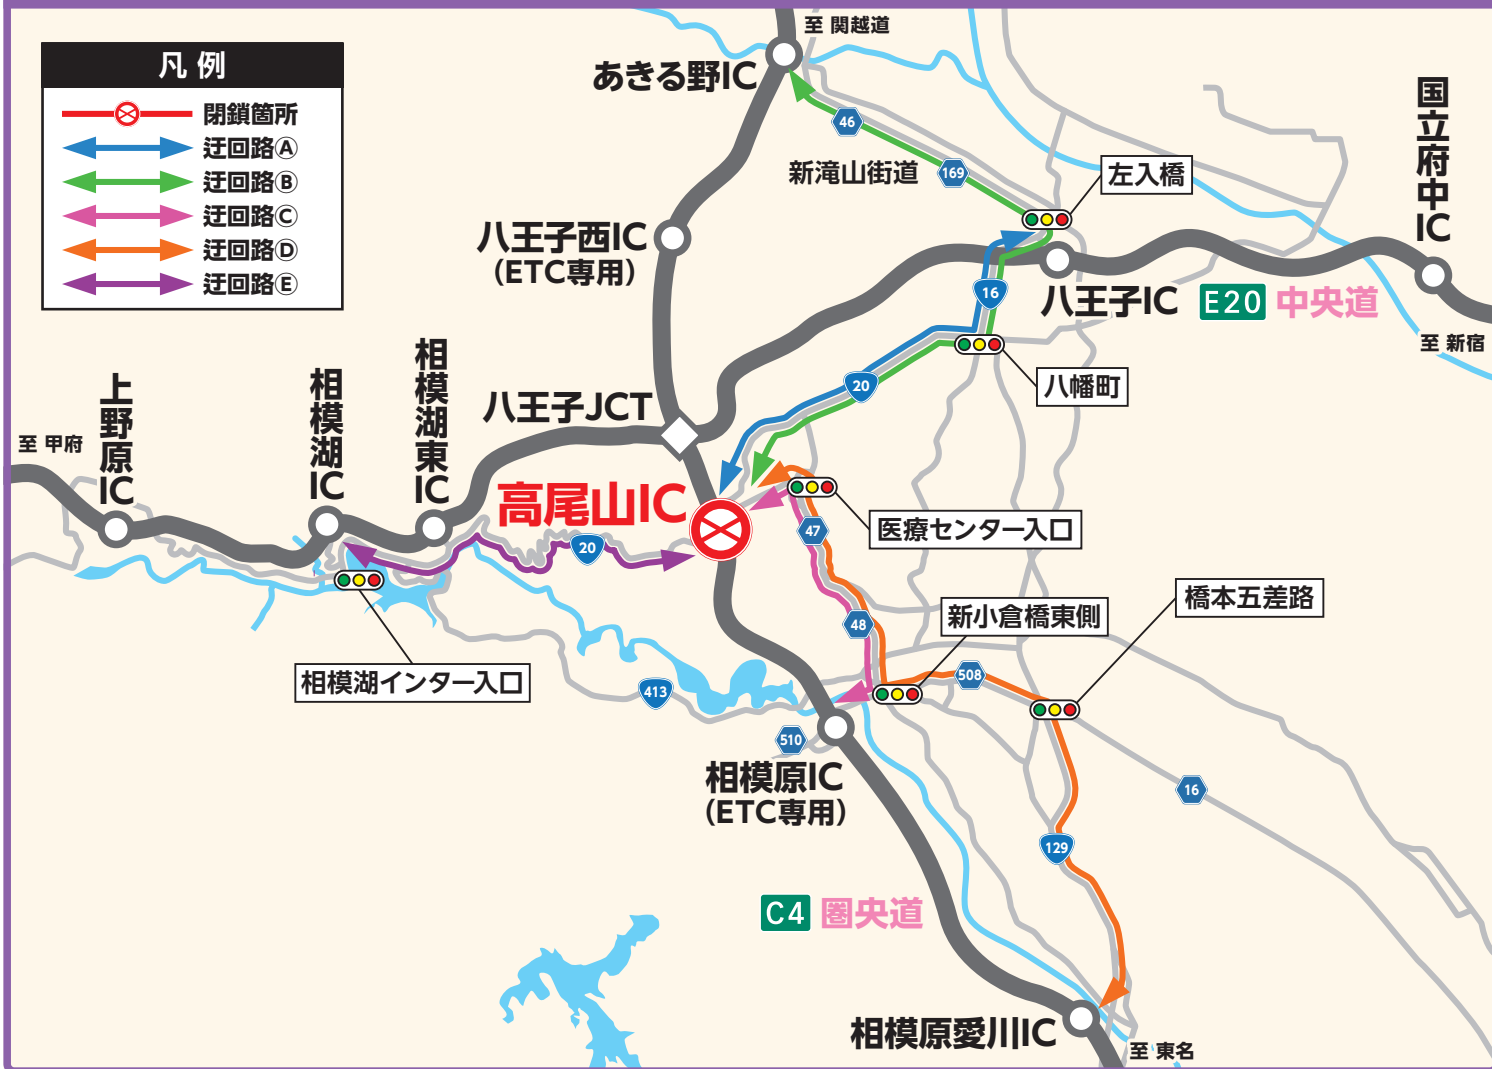 凡例
閉鎖箇所
迂回路Ⓐ
迂回路Ⓑ
迂回路Ⓒ
迂回路Ⓓ
迂回路Ⓔ
至 関越道
あきる野IC
46
新滝山街道
169
左入橋
国立府中IC
八王子西IC
(ETC専用)
八王子IC
E20 中央道
16
至 新宿
八幡町
20
八王子JCT
相模湖東IC
相模湖IC
上野原IC
至 甲府
高尾山IC
20
医療センター入口
47
48
新小倉橋東側
橋本五差路
相模湖インター入口
413
508
510
相模原IC
(ETC専用)
16
129
C4 圏央道
相模原愛川IC
至 東名